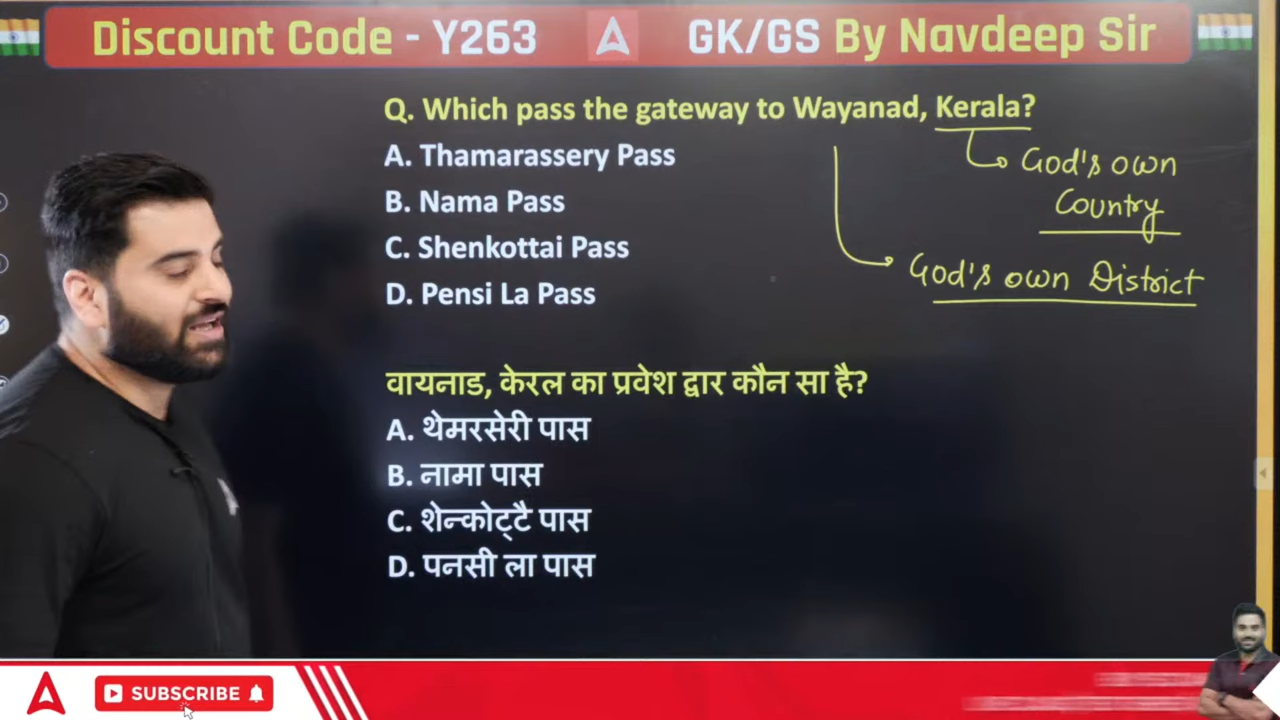 Discount Code - Y263 GK/GS By Navdeep Sir
Q. Which pass the gateway to Wayanad, Kerala?
A. Thamarassery Pass
God's own
B. Nama Pass
Country
C. Shenkottai Pass
God's own District
D. Pensi La Pass
वायनाड, केरल का प्रवेश द्वार कौन सा है?
A. थेमरसेरी पास
B. नामा पास
C. शेन्कोट्टै पास
D. पनसी ला पास
SUBSCRIBE